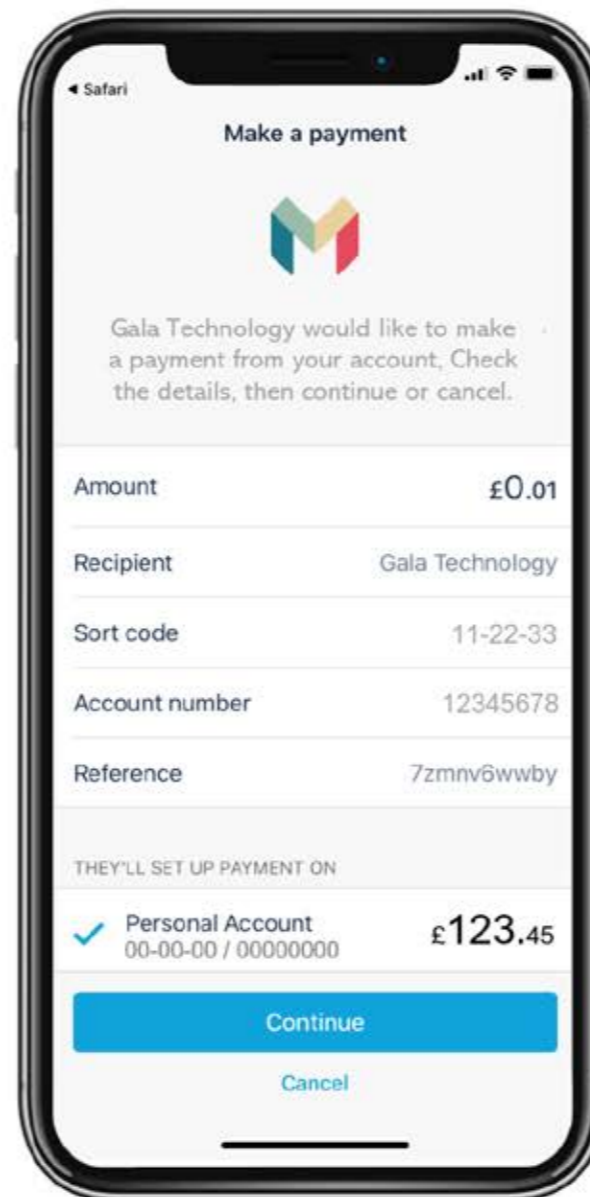 ◀ Safari
Make a payment
Gala Technology would like to make
a payment from your account, Check
the details, then continue or cancel.
Amount £0.01
Recipient Gala Technology
Sort code 11-22-33
Account number 12345678
Reference 7zmnv6wwby
THEY'LL SET UP PAYMENT ON
Personal Account £123.45
00-00-00 / 00000000
Continue
Cancel